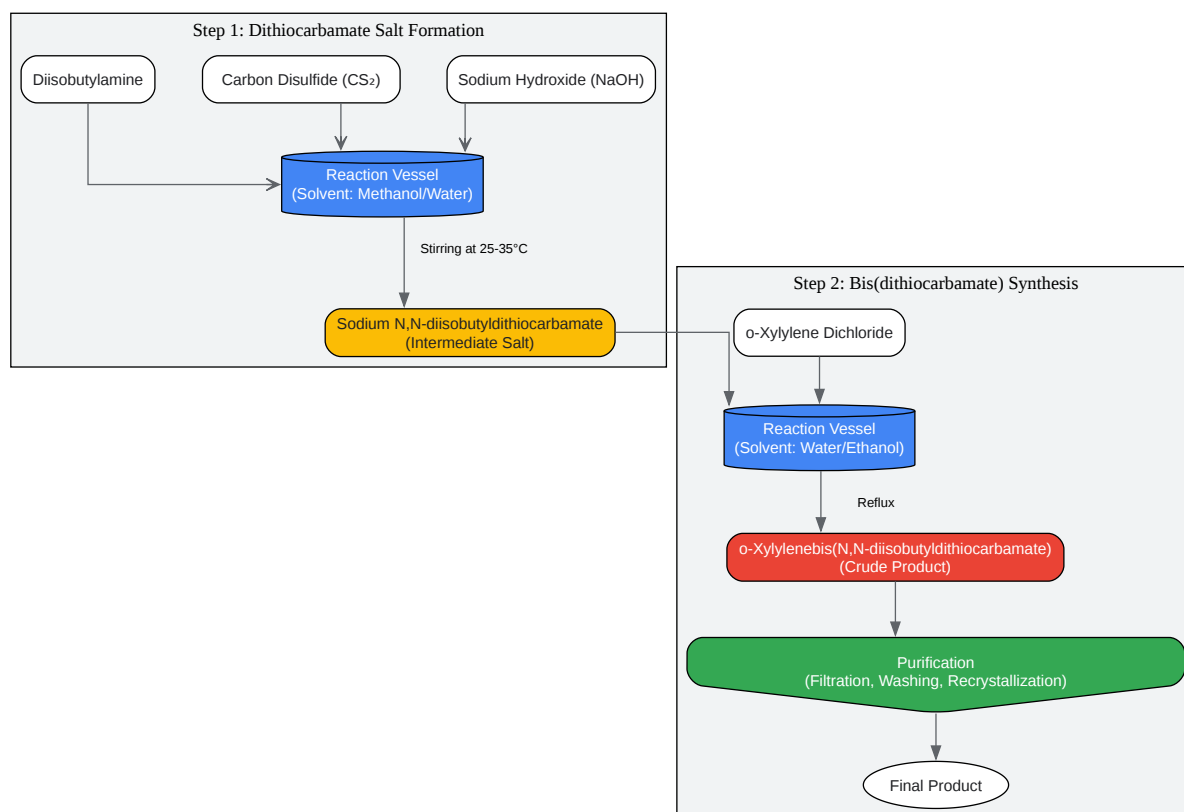 Step 1: Dithiocarbamate Salt Formation
Diisobutylamine
Carbon Disulfide (CS₂)
Sodium Hydroxide (NaOH)
Reaction Vessel
(Solvent: Methanol/Water)
Stirring at 25-35°C
Sodium N,N-diisobutyldithiocarbamate
(Intermediate Salt)
Step 2: Bis(dithiocarbamate) Synthesis
o-Xylylene Dichloride
Reaction Vessel
(Solvent: Water/Ethanol)
Reflux
o-Xylylenebis(N,N-diisobutyldithiocarbamate)
(Crude Product)
Purification
(Filtration, Washing, Recrystallization)
Final Product